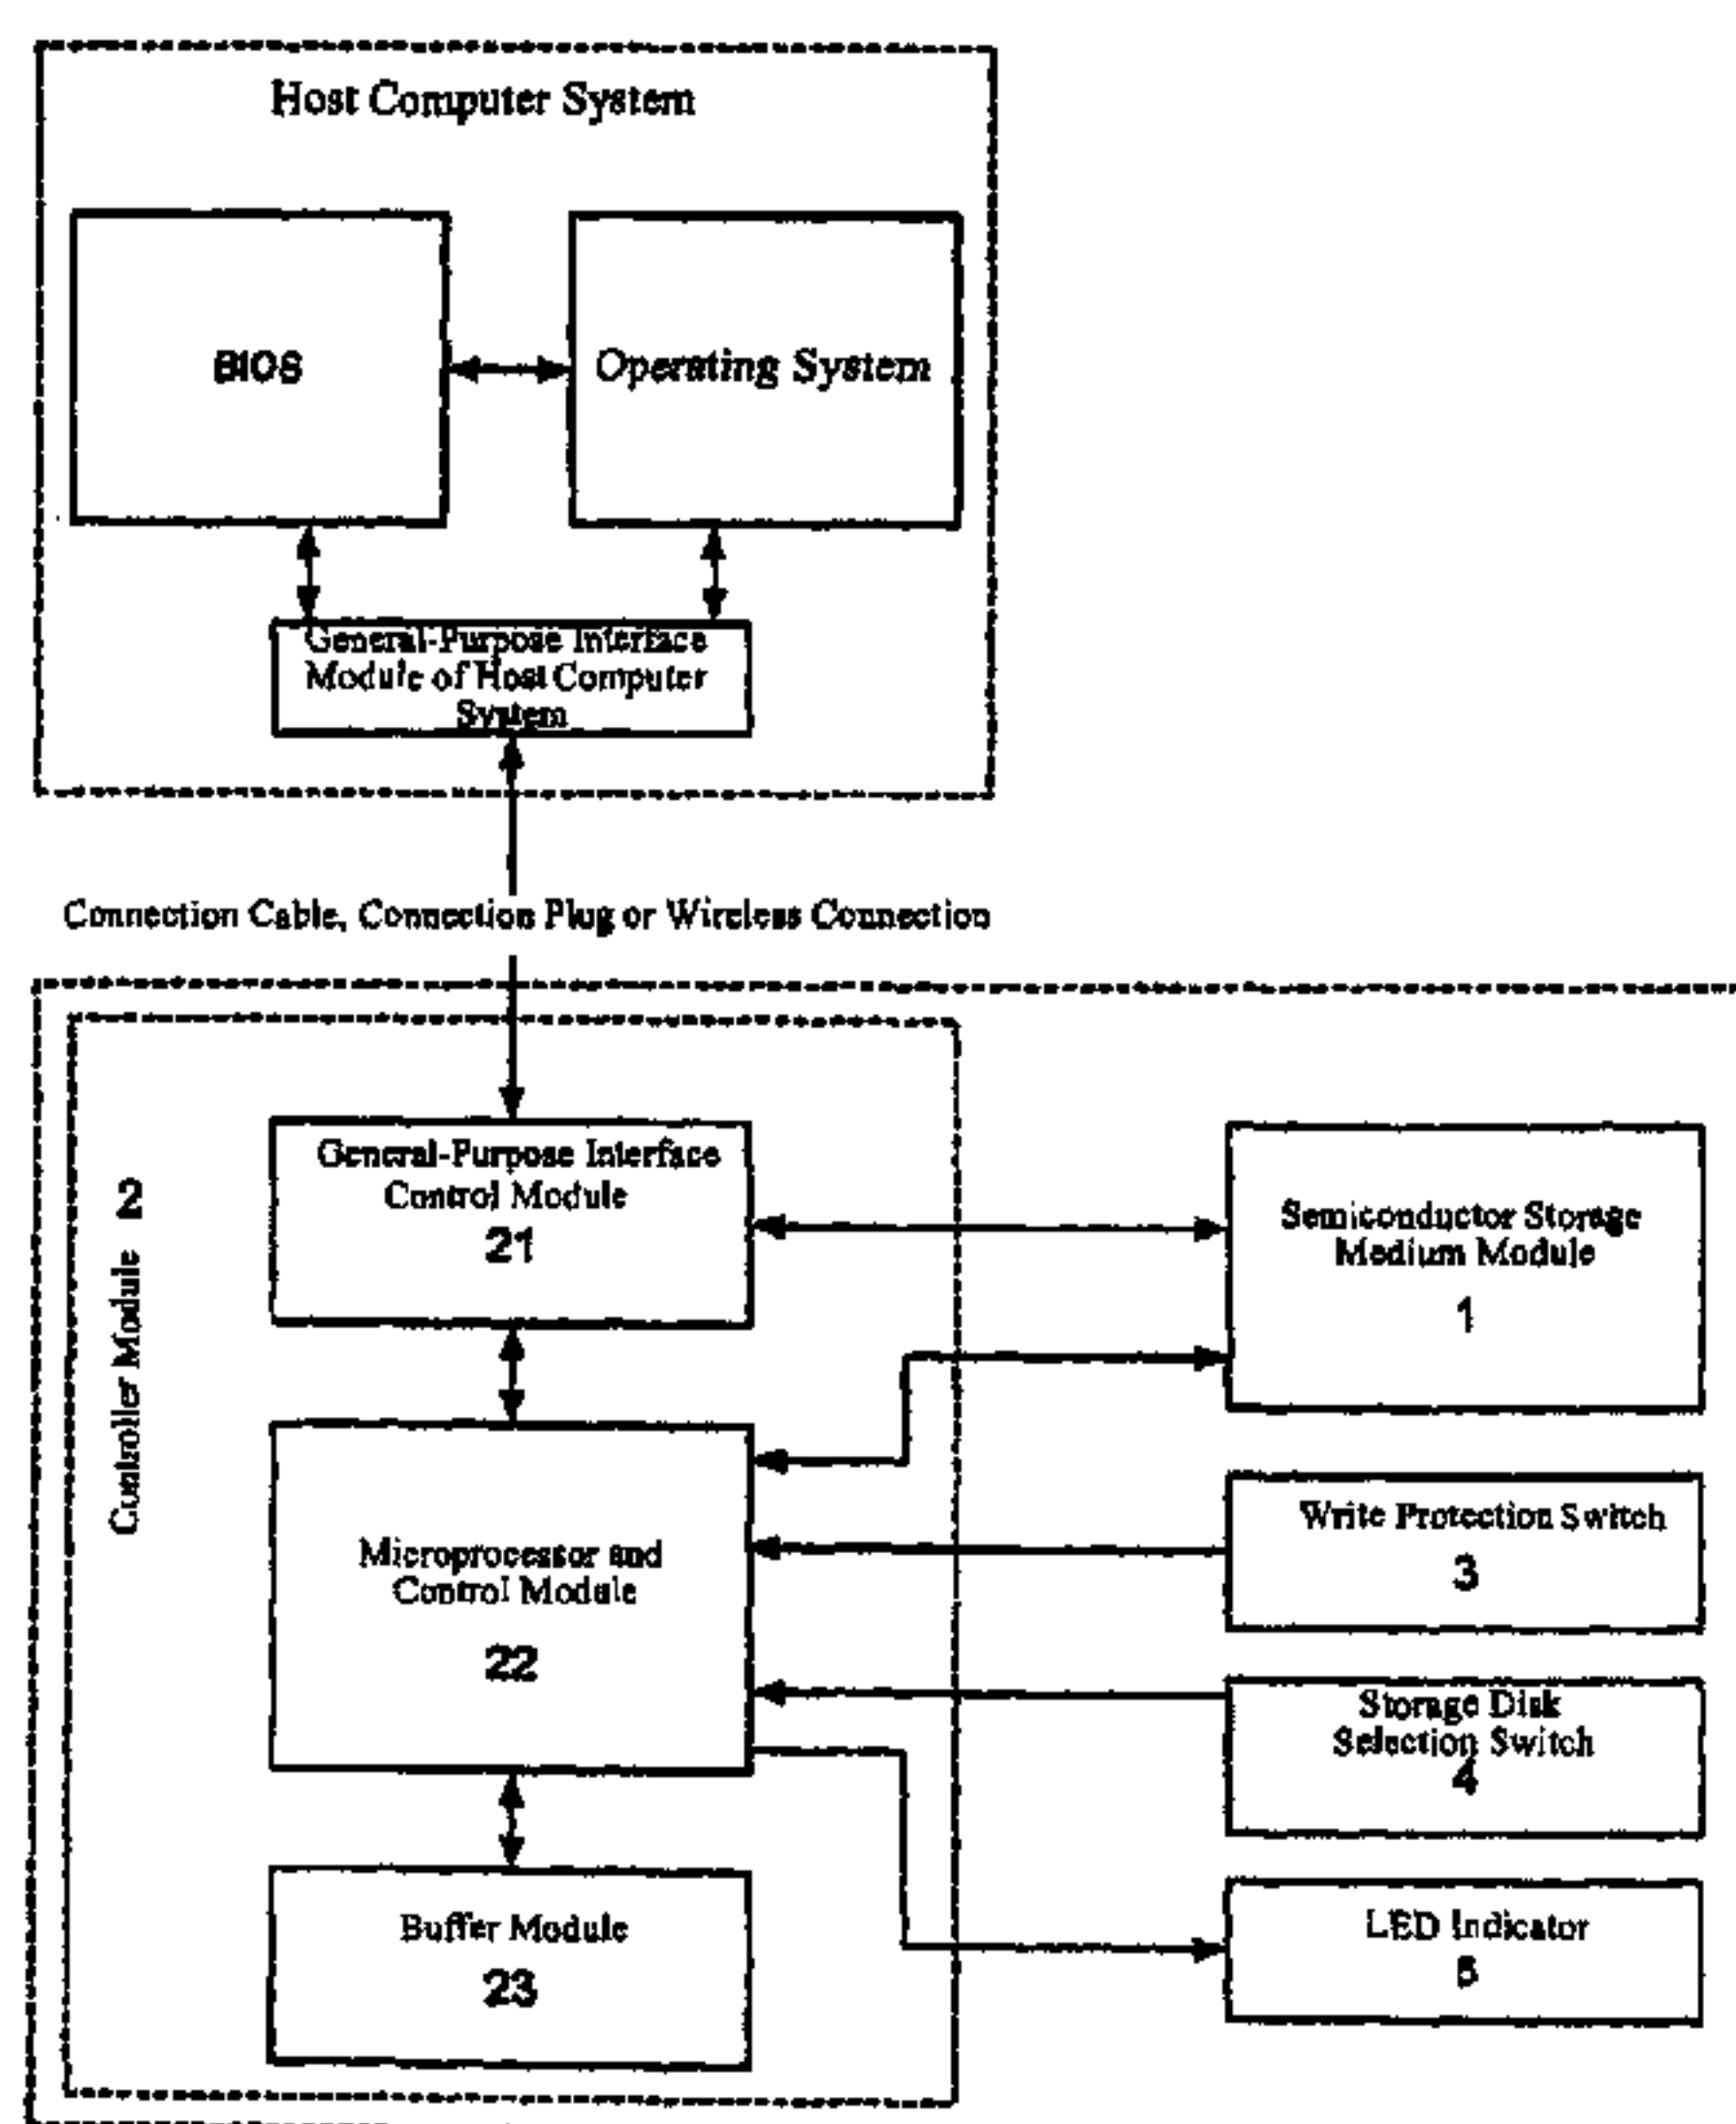 Host Computer System
BIOS
Operating System
General-Purpose Interface
Module of Host Computer
System
Connection Cable, Connection Plug or Wireless Connection
Controller Module 2
General-Purpose Interface
Control Module
21
Semiconductor Storage
Medium Module
1
Microprocessor and
Control Module
22
Write Protection Switch
3
Storage Disk
Selection Switch
4
Buffer Module
23
LED Indicator
5